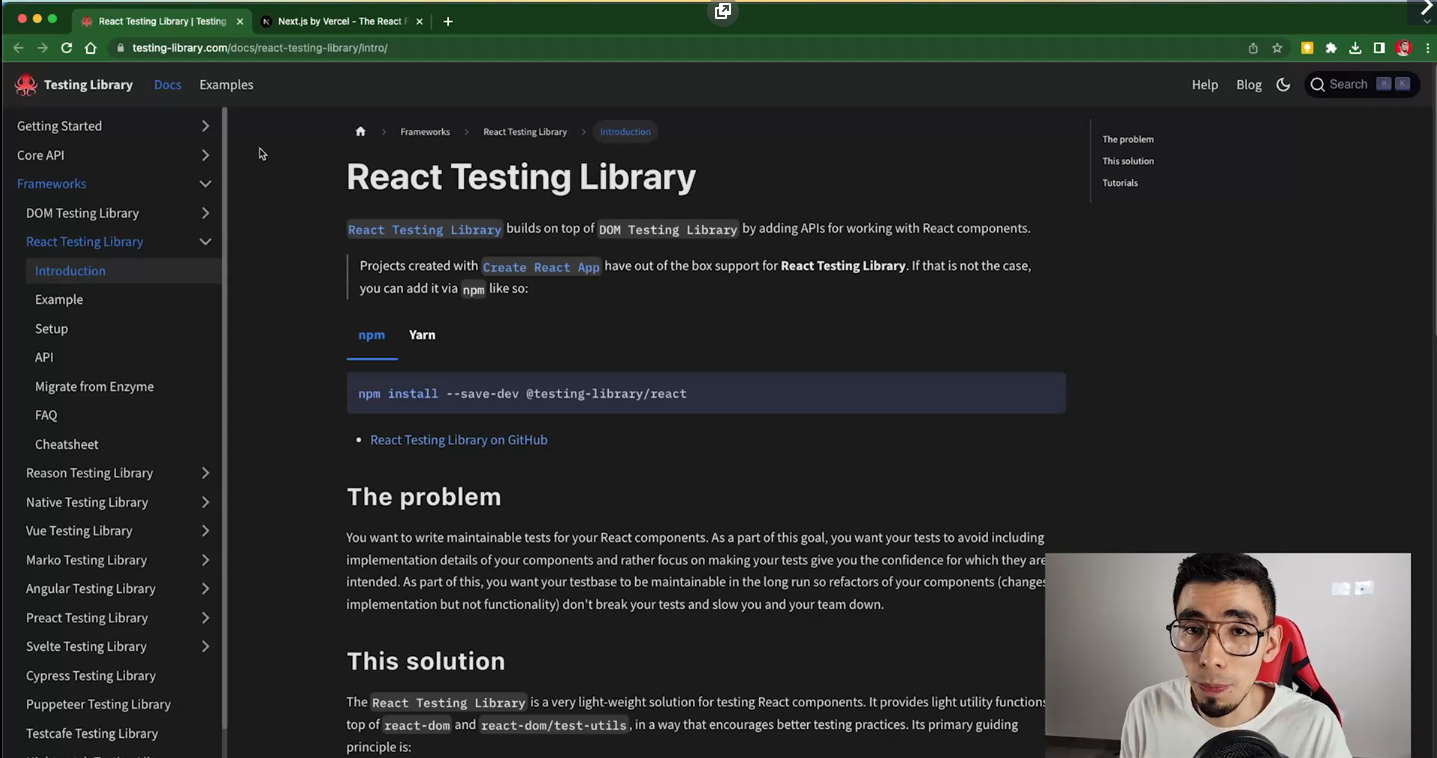 React Testing Library | Testing
Next.js by Vercel - The React F
testing-library.com/docs/react-testing-library/intro/
Testing Library
Docs
Examples
Help
Blog
Search
K
Getting Started
Core API
Frameworks
DOM Testing Library
React Testing Library
Introduction
Example
Setup
API
Migrate from Enzyme
FAQ
Cheatsheet
Reason Testing Library
Native Testing Library
Vue Testing Library
Marko Testing Library
Angular Testing Library
Preact Testing Library
Svelte Testing Library
Cypress Testing Library
Puppeteer Testing Library
Testcafe Testing Library
Frameworks
React Testing Library
Introduction
React Testing Library
React Testing Library builds on top of DOM Testing Library by adding APIs for working with React components.
Projects created with Create React App have out of the box support for React Testing Library. If that is not the case,
you can add it via npm like so:
npm
Yarn
npm install --save-dev @testing-library/react
• React Testing Library on GitHub
The problem
You want to write maintainable tests for your React components. As a part of this goal, you want your tests to avoid including
implementation details of your components and rather focus on making your tests give you the confidence for which they are
intended. As part of this, you want your testbase to be maintainable in the long run so refactors of your components (changes
implementation but not functionality) don't break your tests and slow you and your team down.
This solution
The React Testing Library is a very light-weight solution for testing React components. It provides light utility functions
top of react-dom and react-dom/test-utils, in a way that encourages better testing practices. Its primary guiding
principle is:
The problem
This solution
Tutorials